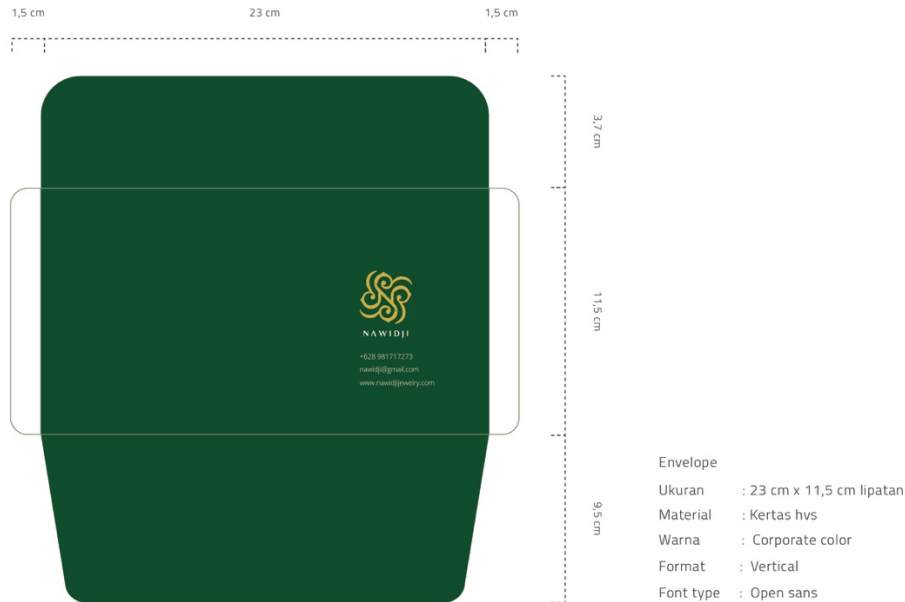 1,5 cm 23 cm 1,5 cm
3,7 cm
11,5 cm
NAWIDJI
+628 981717273
nawidji@gmail.com
www.nawidjijewelry.com
9,5 cm
Envelope
Ukuran : 23 cm x 11,5 cm lipatan
Material : Kertas hvs
Warna : Corporate color
Format : Vertical
Font type : Open sans